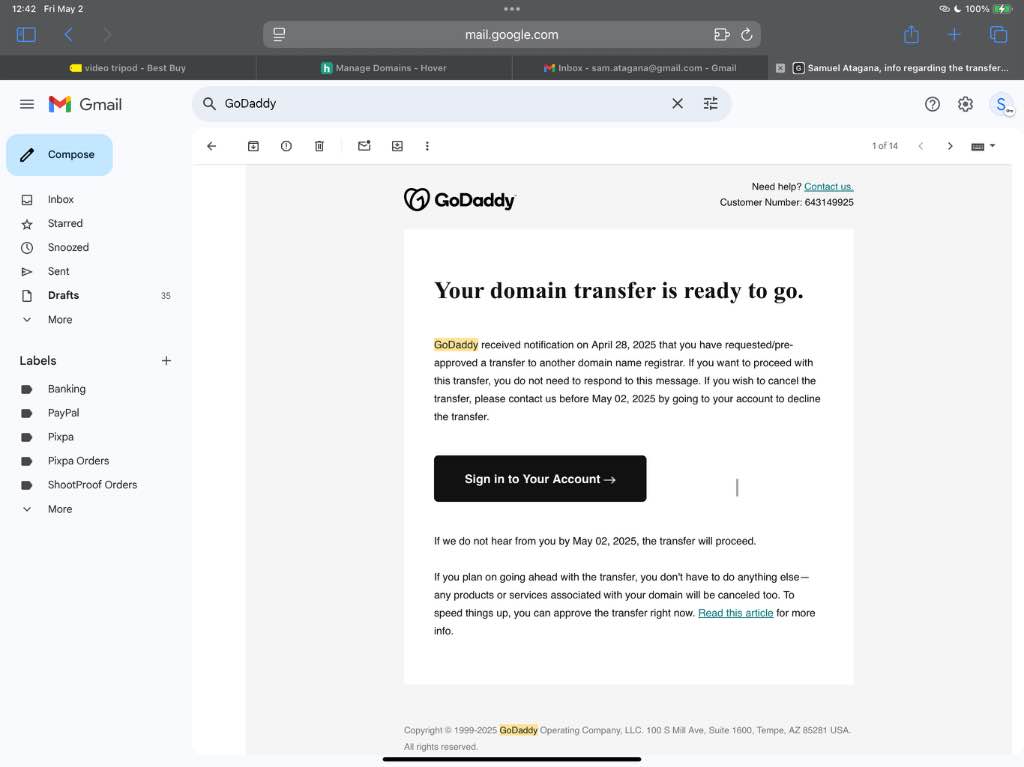 12:42 Fri May 2
100%
mail.google.com
video tripod - Best Buy
h Manage Domains - Hover
Inbox - sam.atagana@gmail.com - Gmail
G Samuel Atagana, info regarding the transfer...
Gmail
GoDaddy
S
Compose
1 of 14
Inbox
Starred
Snoozed
Sent
Drafts 35
More
Labels
Banking
PayPal
Pixpa
Pixpa Orders
ShootProof Orders
More
GoDaddy
Need help? Contact us.
Customer Number: 643149925
Your domain transfer is ready to go.
GoDaddy received notification on April 28, 2025 that you have requested/pre-
approved a transfer to another domain name registrar. If you want to proceed with
this transfer, you do not need to respond to this message. If you wish to cancel the
transfer, please contact us before May 02, 2025 by going to your account to decline
the transfer.
Sign in to Your Account →
If we do not hear from you by May 02, 2025, the transfer will proceed.
If you plan on going ahead with the transfer, you don't have to do anything else—
any products or services associated with your domain will be canceled too. To
speed things up, you can approve the transfer right now. Read this article for more
info.
Copyright © 1999-2025 GoDaddy Operating Company, LLC. 100 S Mill Ave, Suite 1600, Tempe, AZ 85281 USA.
All rights reserved.